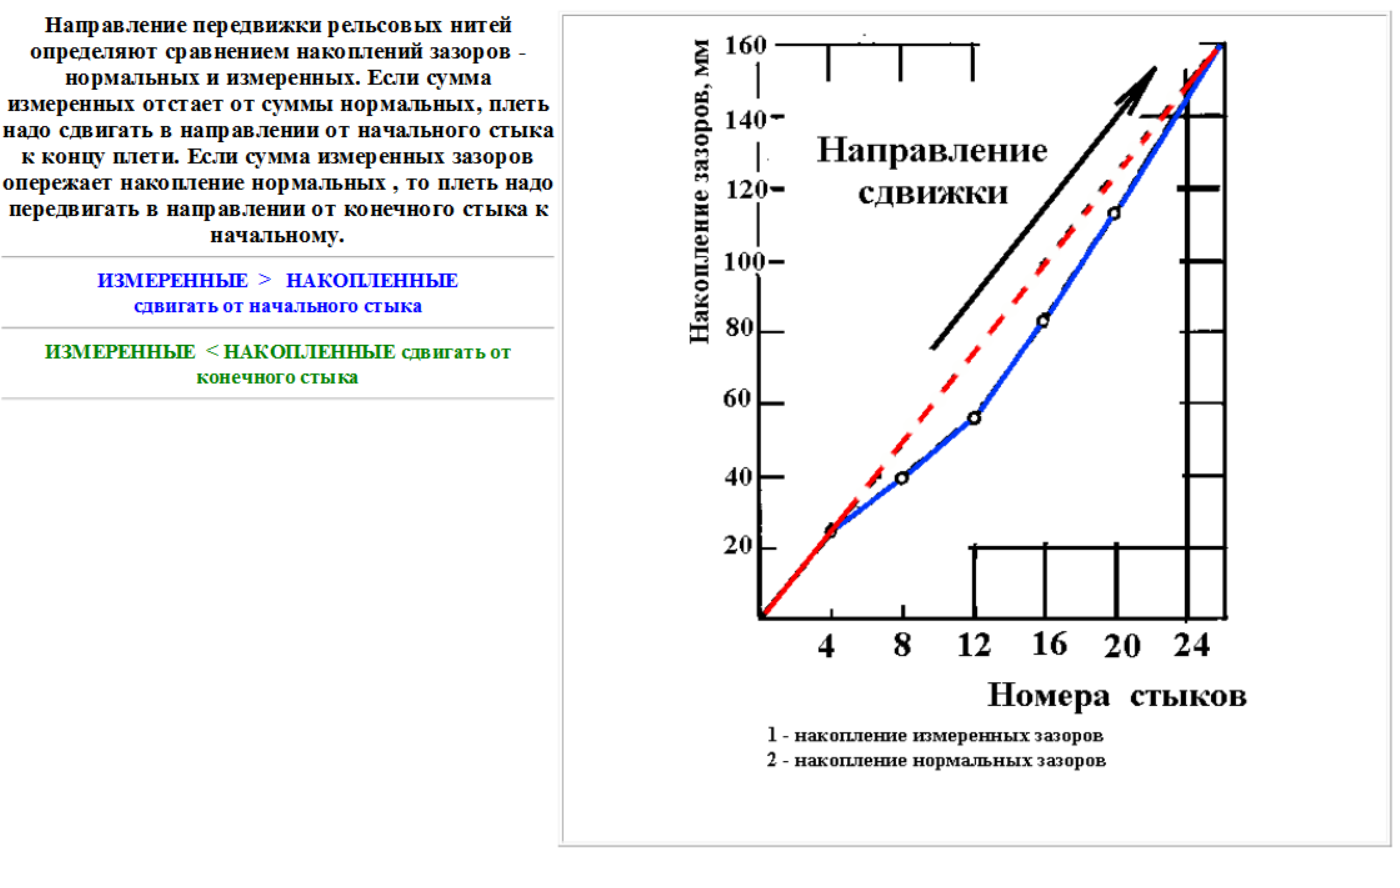 Направление передвижки рельсовых нитей
определяют сравнением накоплений зазоров -
нормальных и измеренных. Если сумма
измеренных отстает от суммы нормальных, плеть
надо сдвигать в направлении от начального стыка
к концу плети. Если сумма измеренных зазоров
опережает накопление нормальных , то плеть надо
передвигать в направлении от конечного стыка к
начальному.
ИЗМЕРЕННЫЕ > НАКОПЛЕННЫЕ
сдвигать от начального стыка
ИЗМЕРЕННЫЕ < НАКОПЛЕННЫЕ сдвигать от
конечного стыка
Накопление зазоров, мм
160
140
120
100
80
60
40
20
Направление
сдвижки
4 8 12 16 20 24
Номера стыков
1 - накопление измеренных зазоров
2 - накопление нормальных зазоров